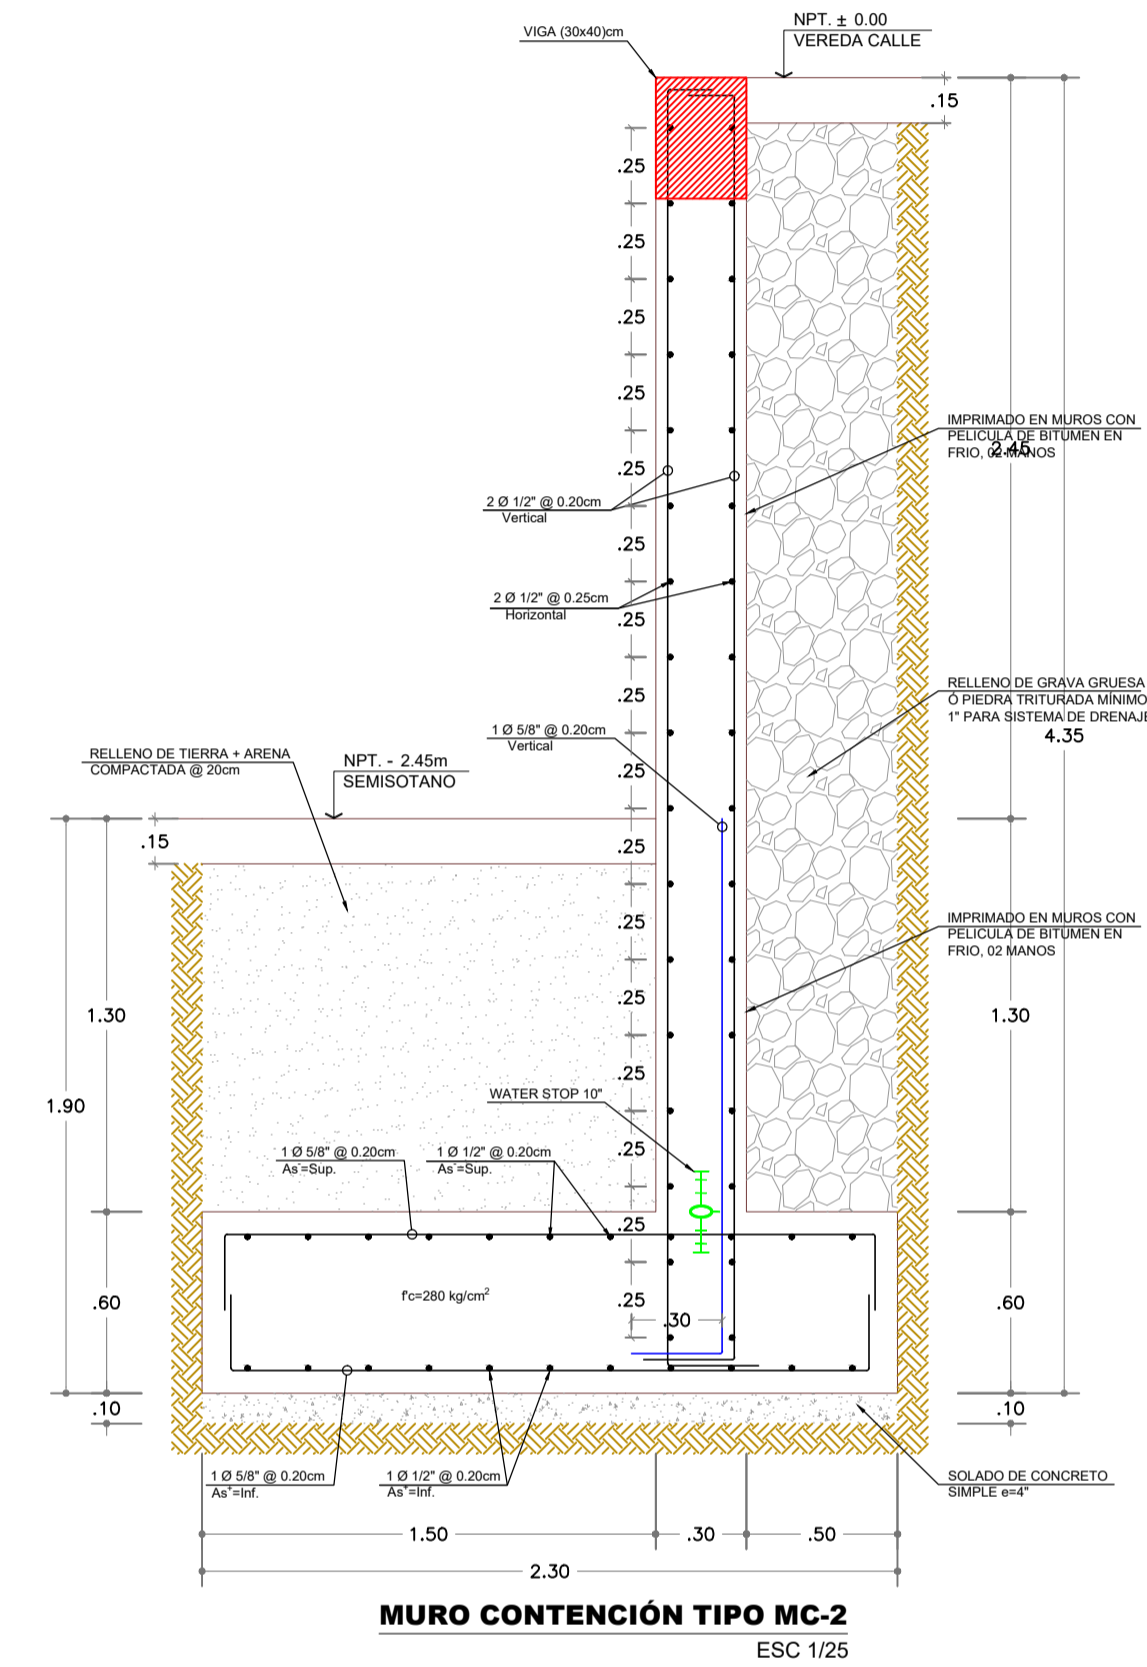 VIGA (30x40)cm
NPT. ± 0.00
VEREDA CALLE
.15
.25
.25
.25
.25
IMPRIMADO EN MUROS CON
PELICULA DE BITUMEN EN
FRIO, 02 MANOS
2.45
.25
2 Ø 1/2" @ 0.20cm
Vertical
.25
2 Ø 1/2" @ 0.25cm
Horizontal
.25
.25
RELLENO DE GRAVA GRUESA
Ó PIEDRA TRITURADA MÍNIMO
1" PARA SISTEMA DE DRENAJE
4.35
1 Ø 5/8" @ 0.20cm
Vertical
RELLENO DE TIERRA + ARENA
COMPACTADA @ 20cm
NPT. - 2.45m
SEMISOTANO
.25
.15
.25
.25
IMPRIMADO EN MUROS CON
PELICULA DE BITUMEN EN
FRIO, 02 MANOS
.25
1.30
1.30
.25
WATER STOP 10"
1.90
.25
1 Ø 5/8" @ 0.20cm
As-=Sup.
1 Ø 1/2" @ 0.20cm
As-=Sup.
.25
f'c=280 kg/cm²
.25
.30
.60
.60
.10
.10
1 Ø 5/8" @ 0.20cm
As+=Inf.
1 Ø 1/2" @ 0.20cm
As+=Inf.
SOLADO DE CONCRETO
SIMPLE e=4"
1.50
.30
.50
2.30
MURO CONTENCIÓN TIPO MC-2
ESC 1/25